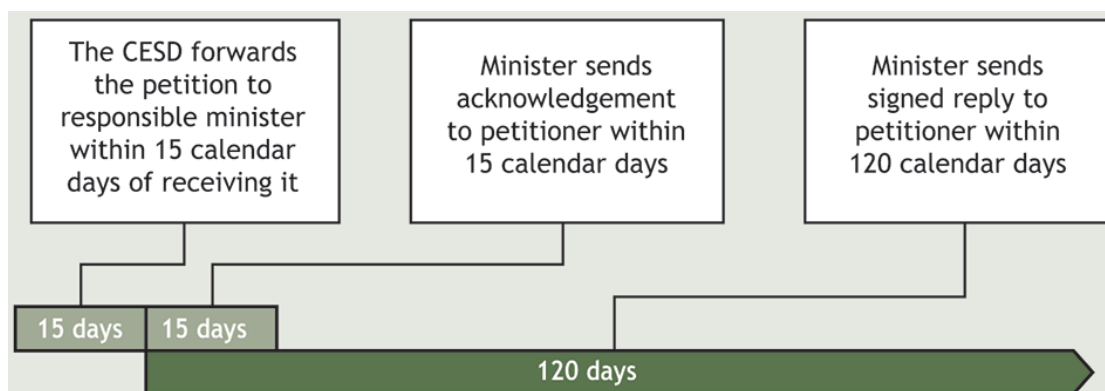 The CESD forwards
the petition to
responsible minister
within 15 calendar
days of receiving it
Minister sends
acknowledgement
to petitioner within
15 calendar days
Minister sends
signed reply to
petitioner within
120 calendar days
15 days
15 days
120 days